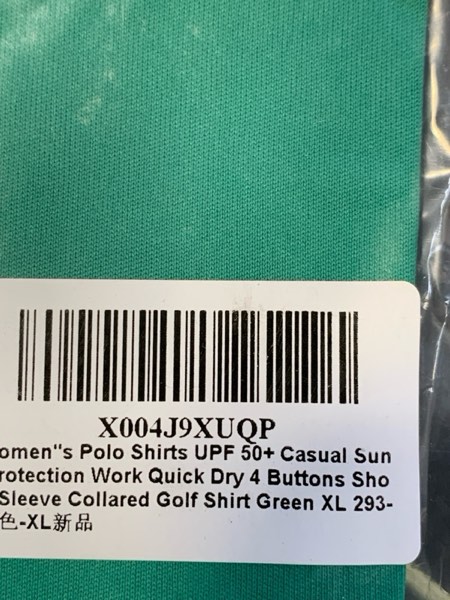 X004J9XUQP
omen"s Polo Shirts UPF 50+ Casual Sun
rotection Work Quick Dry 4 Buttons Sho
Sleeve Collared Golf Shirt Green XL 293-
色-XL新品